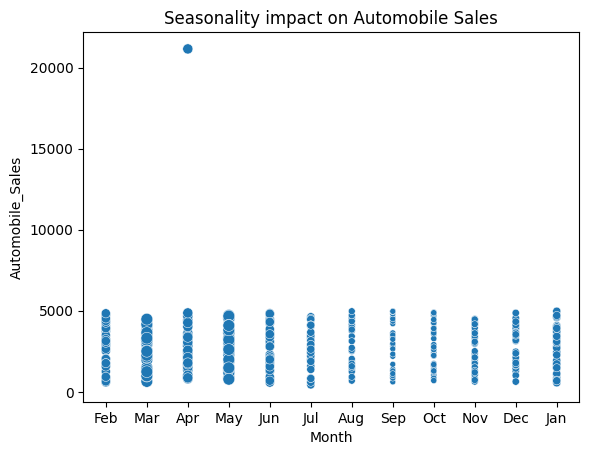 Seasonality impact on Automobile Sales
20000
15000
10000
5000
0
Automobile_Sales
Feb Mar Apr May Jun Jul Aug Sep Oct Nov Dec Jan
Month